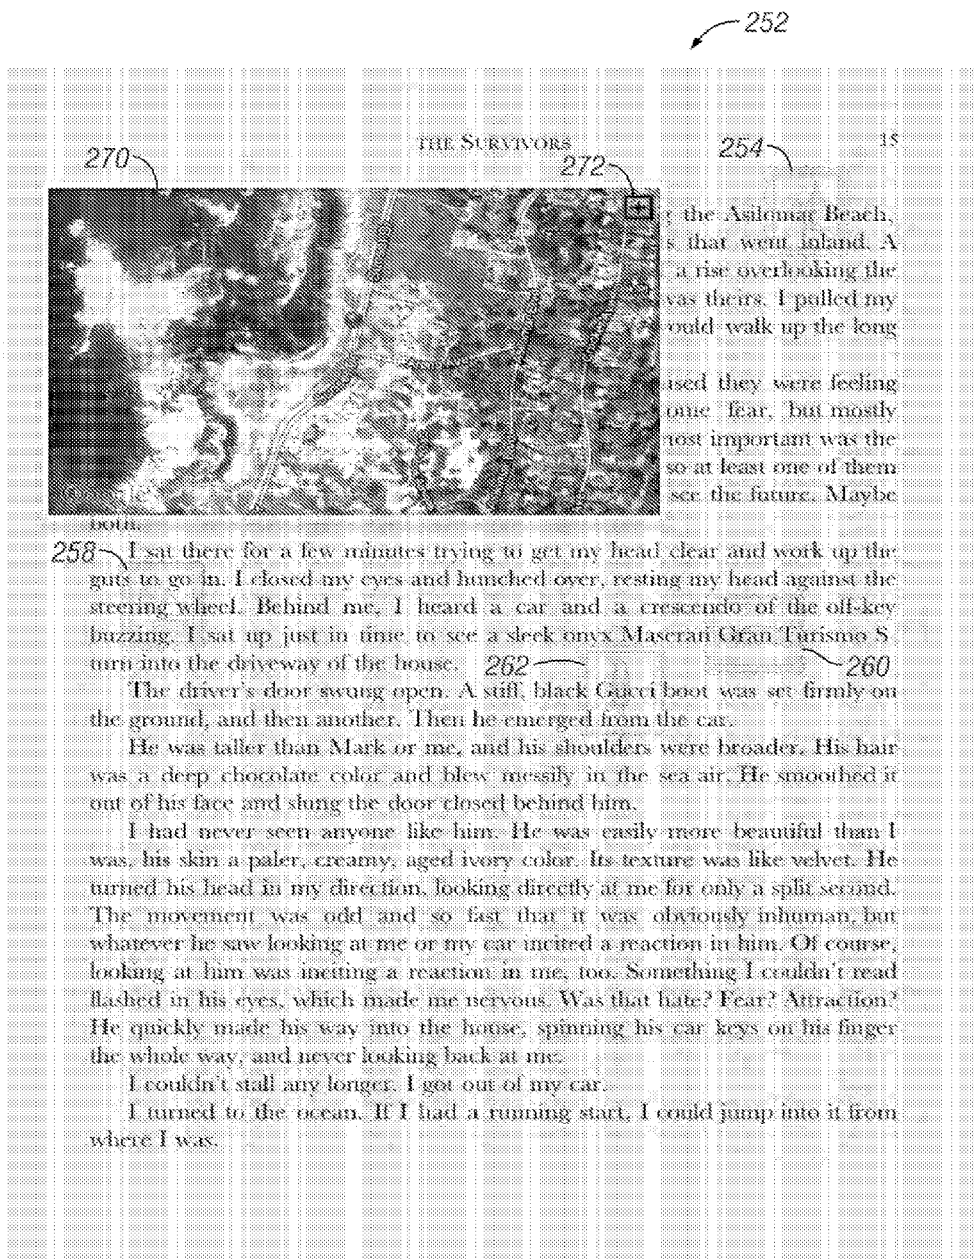 252
THE SURVIVORS 15
270
272
254
the Asilomar Beach,
s that went inland. A
a rise overlooking the
was theirs. I pulled my
ould walk up the long
used they were feeling
ome fear, but mostly
most important was the
so at least one of them
see the future. Maybe
both.
258 I sat there for a few minutes trying to get my head clear and work up the
guts to go in. I closed my eyes and hunched over, resting my head against the
steering wheel. Behind me, I heard a car and a crescendo of the off-key
buzzing. I sat up just in time to see a sleek onyx Maserati Gran Turismo S
turn into the driveway of the house. 262 260
The driver's door swung open. A stiff, black Gucci boot was set firmly on
the ground, and then another. Then he emerged from the car.
He was taller than Mark or me, and his shoulders were broader. His hair
was a deep chocolate color and blew messily in the sea air. He smoothed it
out of his face and slung the door closed behind him.
I had never seen anyone like him. He was easily more beautiful than I
was, his skin a paler, creamy, aged ivory color. Its texture was like velvet. He
turned his head in my direction, looking directly at me for only a split second.
The movement was odd and so fast that it was obviously inhuman, but
whatever he saw looking at me or my car incited a reaction in him. Of course,
looking at him was inciting a reaction in me, too. Something I couldn't read
flashed in his eyes, which made me nervous. Was that hate? Fear? Attraction?
He quickly made his way into the house, spinning his car keys on his finger
the whole way, and never looking back at me.
I couldn't stall any longer. I got out of my car.
I turned to the ocean. If I had a running start, I could jump into it from
where I was.